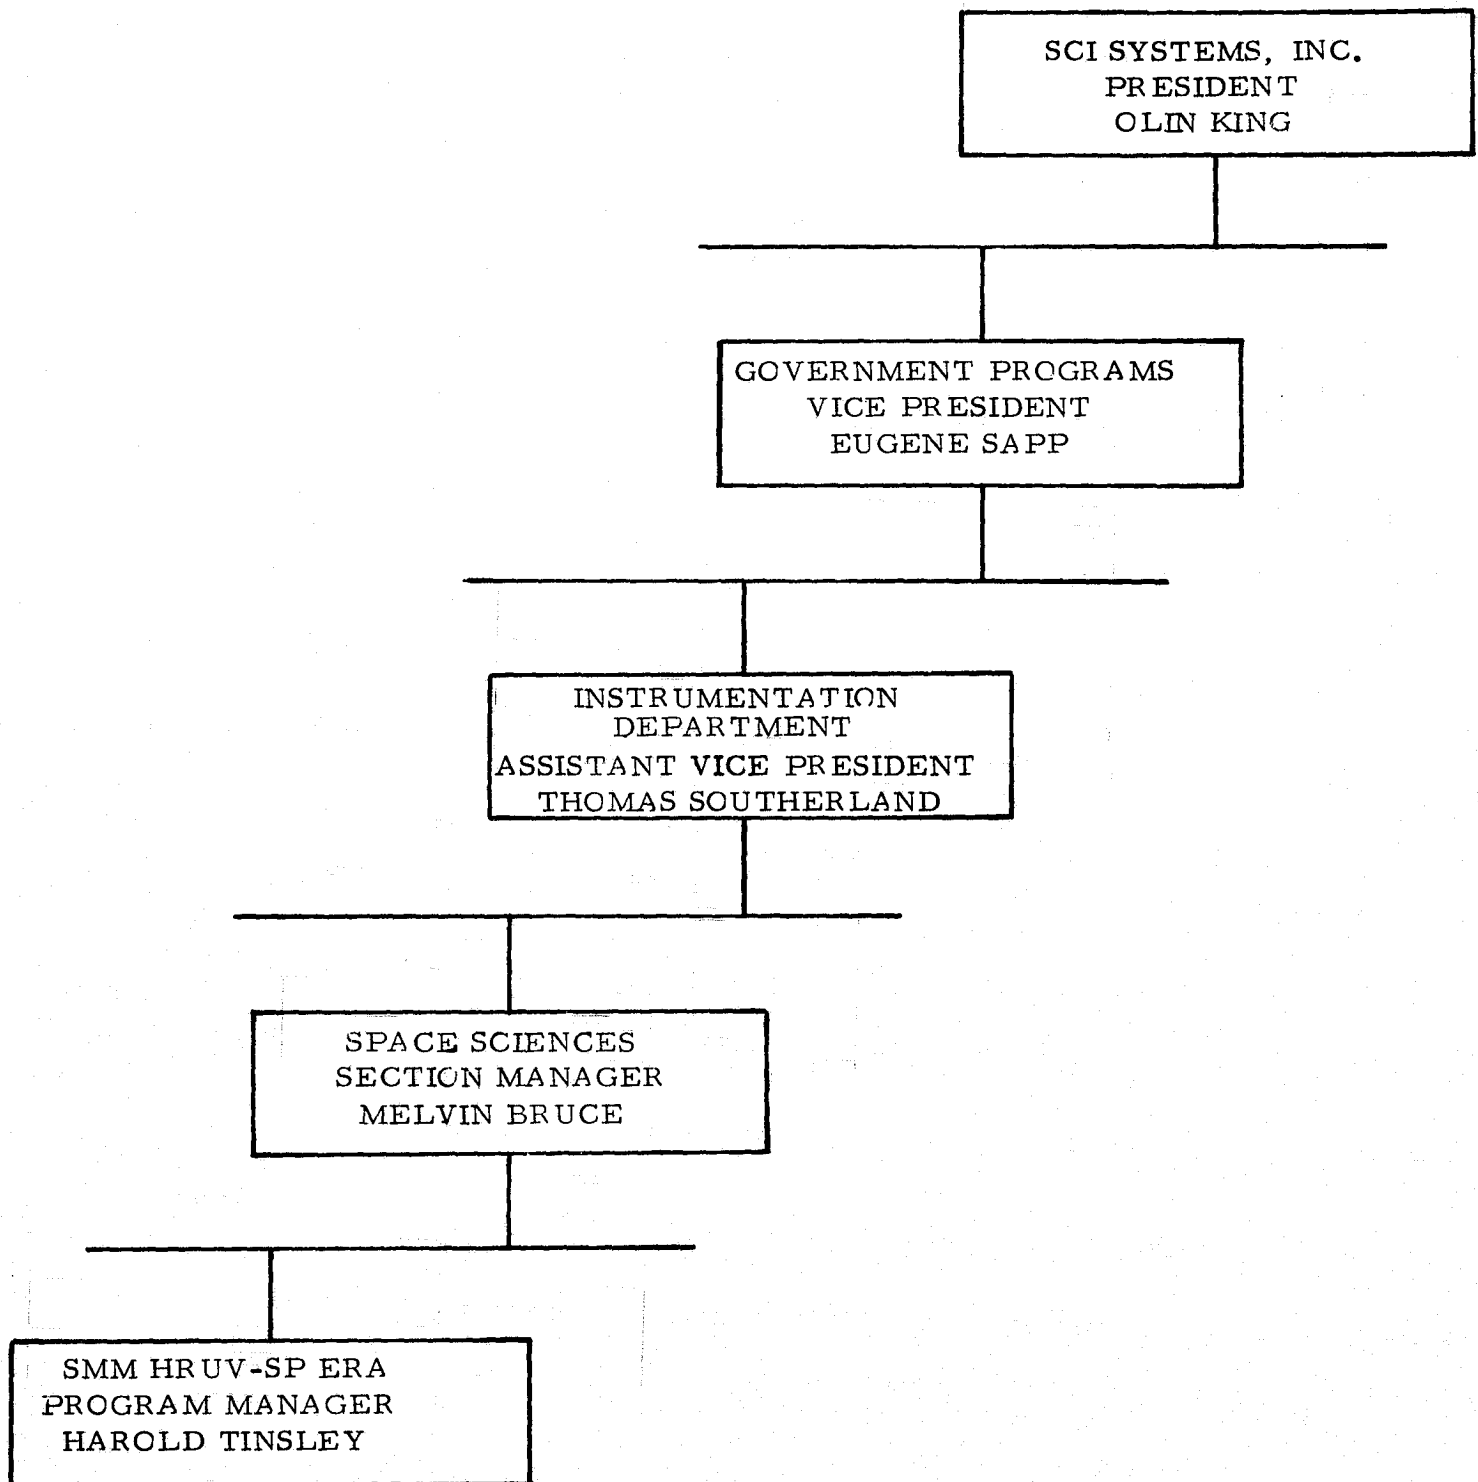 SCI SYSTEMS, INC.
PRESIDENT
OLIN KING
GOVERNMENT PROGRAMS
VICE PRESIDENT
EUGENE SAPP
INSTRUMENTATION
DEPARTMENT
ASSISTANT VICE PRESIDENT
THOMAS SOUTHERLAND
SPACE SCIENCES
SECTION MANAGER
MELVIN BRUCE
SMM HRUV-SP ERA
PROGRAM MANAGER
HAROLD TINSLEY